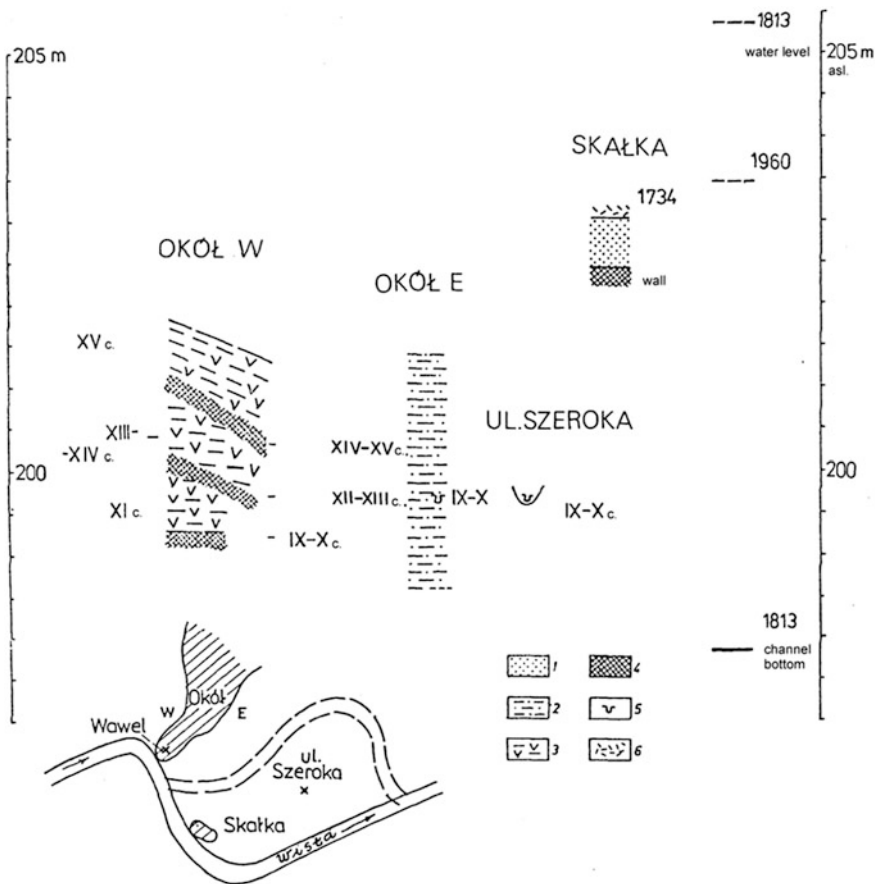 1813
205 m
water level
205 m
asl.
SKAŁKA
1960
1734
OKÓŁ W
OKÓŁ E
wall
XV c.
UL. SZEROKA
XIII-
-XIV c.
XIV-XV c.
200
200
XII-XIII c.
IX-X
IX-X c.
XI c.
IX-X c.
1813
channel
bottom
1
4
2
5
3
6
Okół
W
E
Wawel
ul.
Szeroka
Skałka
wisła